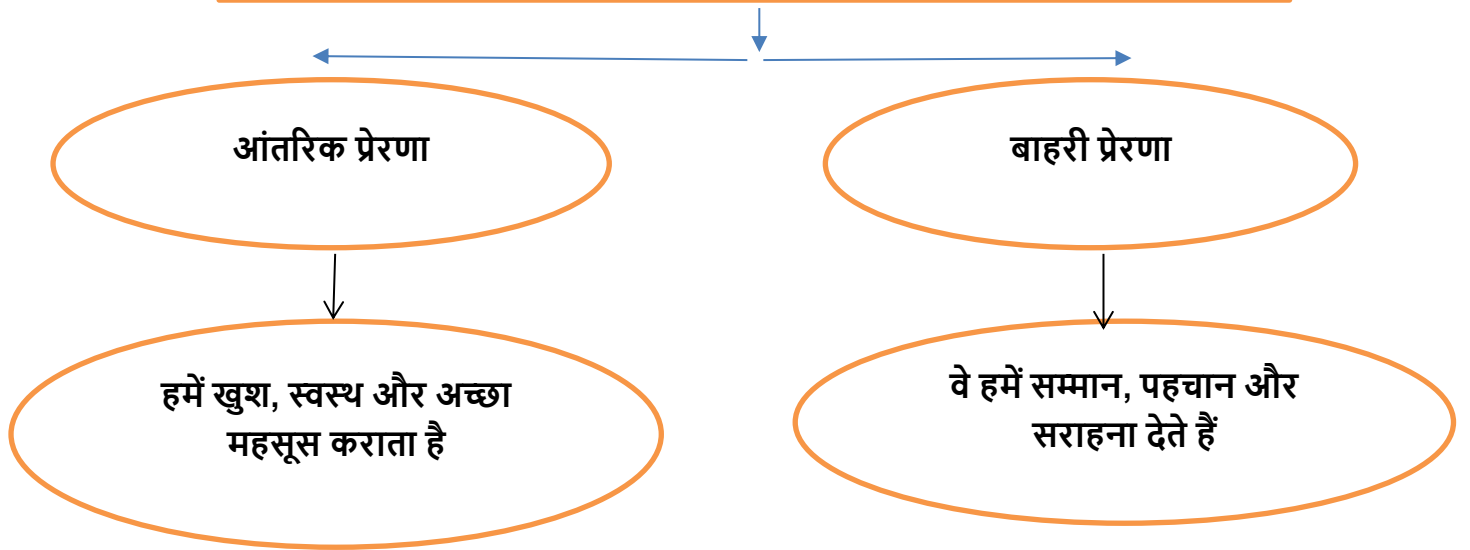 आंतरिक प्रेरणा
बाहरी प्रेरणा
हमें खुश, स्वस्थ और अच्छा
महसूस कराता है
वे हमें सम्मान, पहचान और
सराहना देते हैं